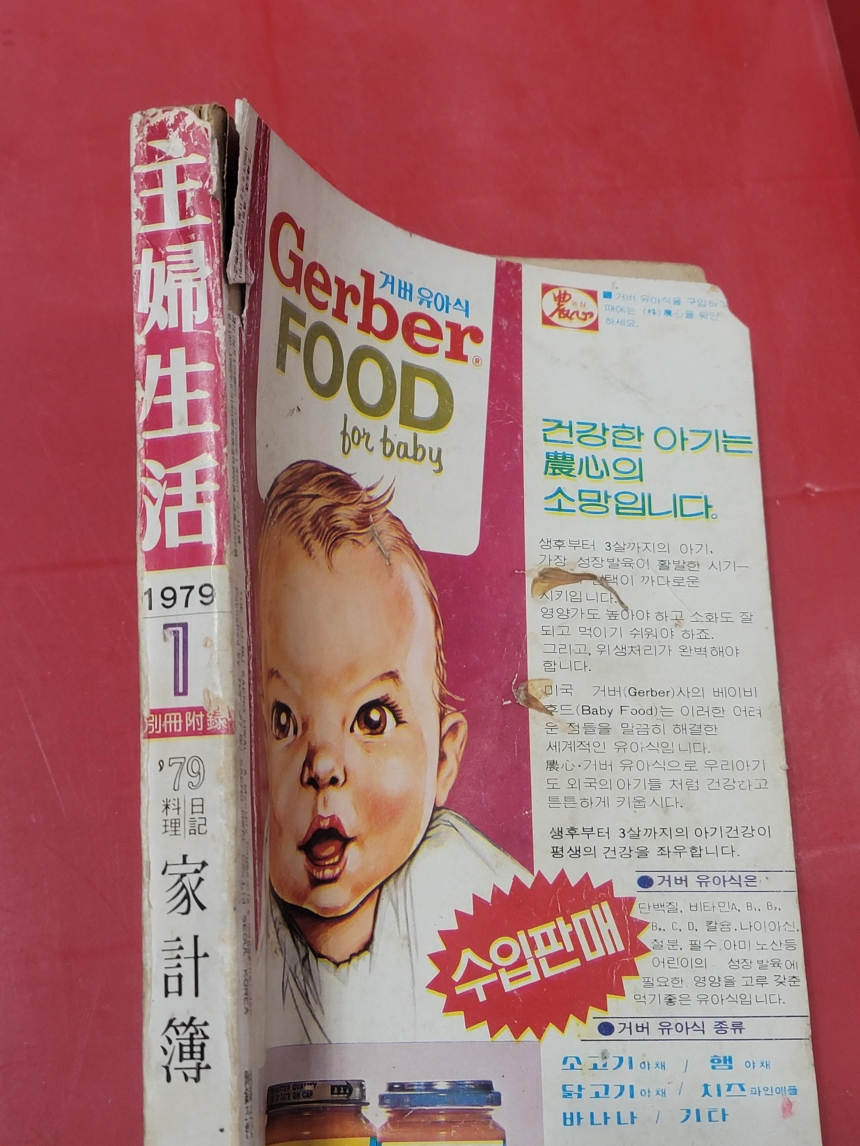 主婦生活
1979
1
別冊附錄
'79
料理
日記
家計簿
Gerber®
거버 유아식
FOOD
for baby
농심
農心
■ 거버 유아식을 구입하
때에는 (株)農心을 확인
하세요.
건강한 아기는
農心의
소망입니다.
생후부터 3살까지의 아기,
가장 성장발육이 활발한 시기—
택이 까다로운
시키입니다.
영양가도 높아야 하고 소화도 잘
되고 먹이기 쉬워야 하죠.
그리고, 위생처리가 완벽해야
합니다.
미국 거버(Gerber)사의 베이비
후드(Baby Food)는 이러한 어려
운 점들을 말끔히 해결한
세계적인 유아식입니다.
農心·거버 유아식으로 우리아기
도 외국의아기들 처럼 건강하고
튼튼하게 키웁시다.
생후부터 3살까지의 아기건강이
평생의 건강을 좌우합니다.
수입판매
●거버 유아식은
단백질, 비타민A, B₁, B₂,
B₆, C, D, 칼슘, 나이아신,
철분, 필수,아미노산등
어린이의 성장발육에
필요한 영양을 고루 갖춘
먹기좋은 유아식입니다.
●거버 유아식 종류
소고기야채 / 햄 야채
닭고기야채 / 치즈파인애플
바나나 / 기타